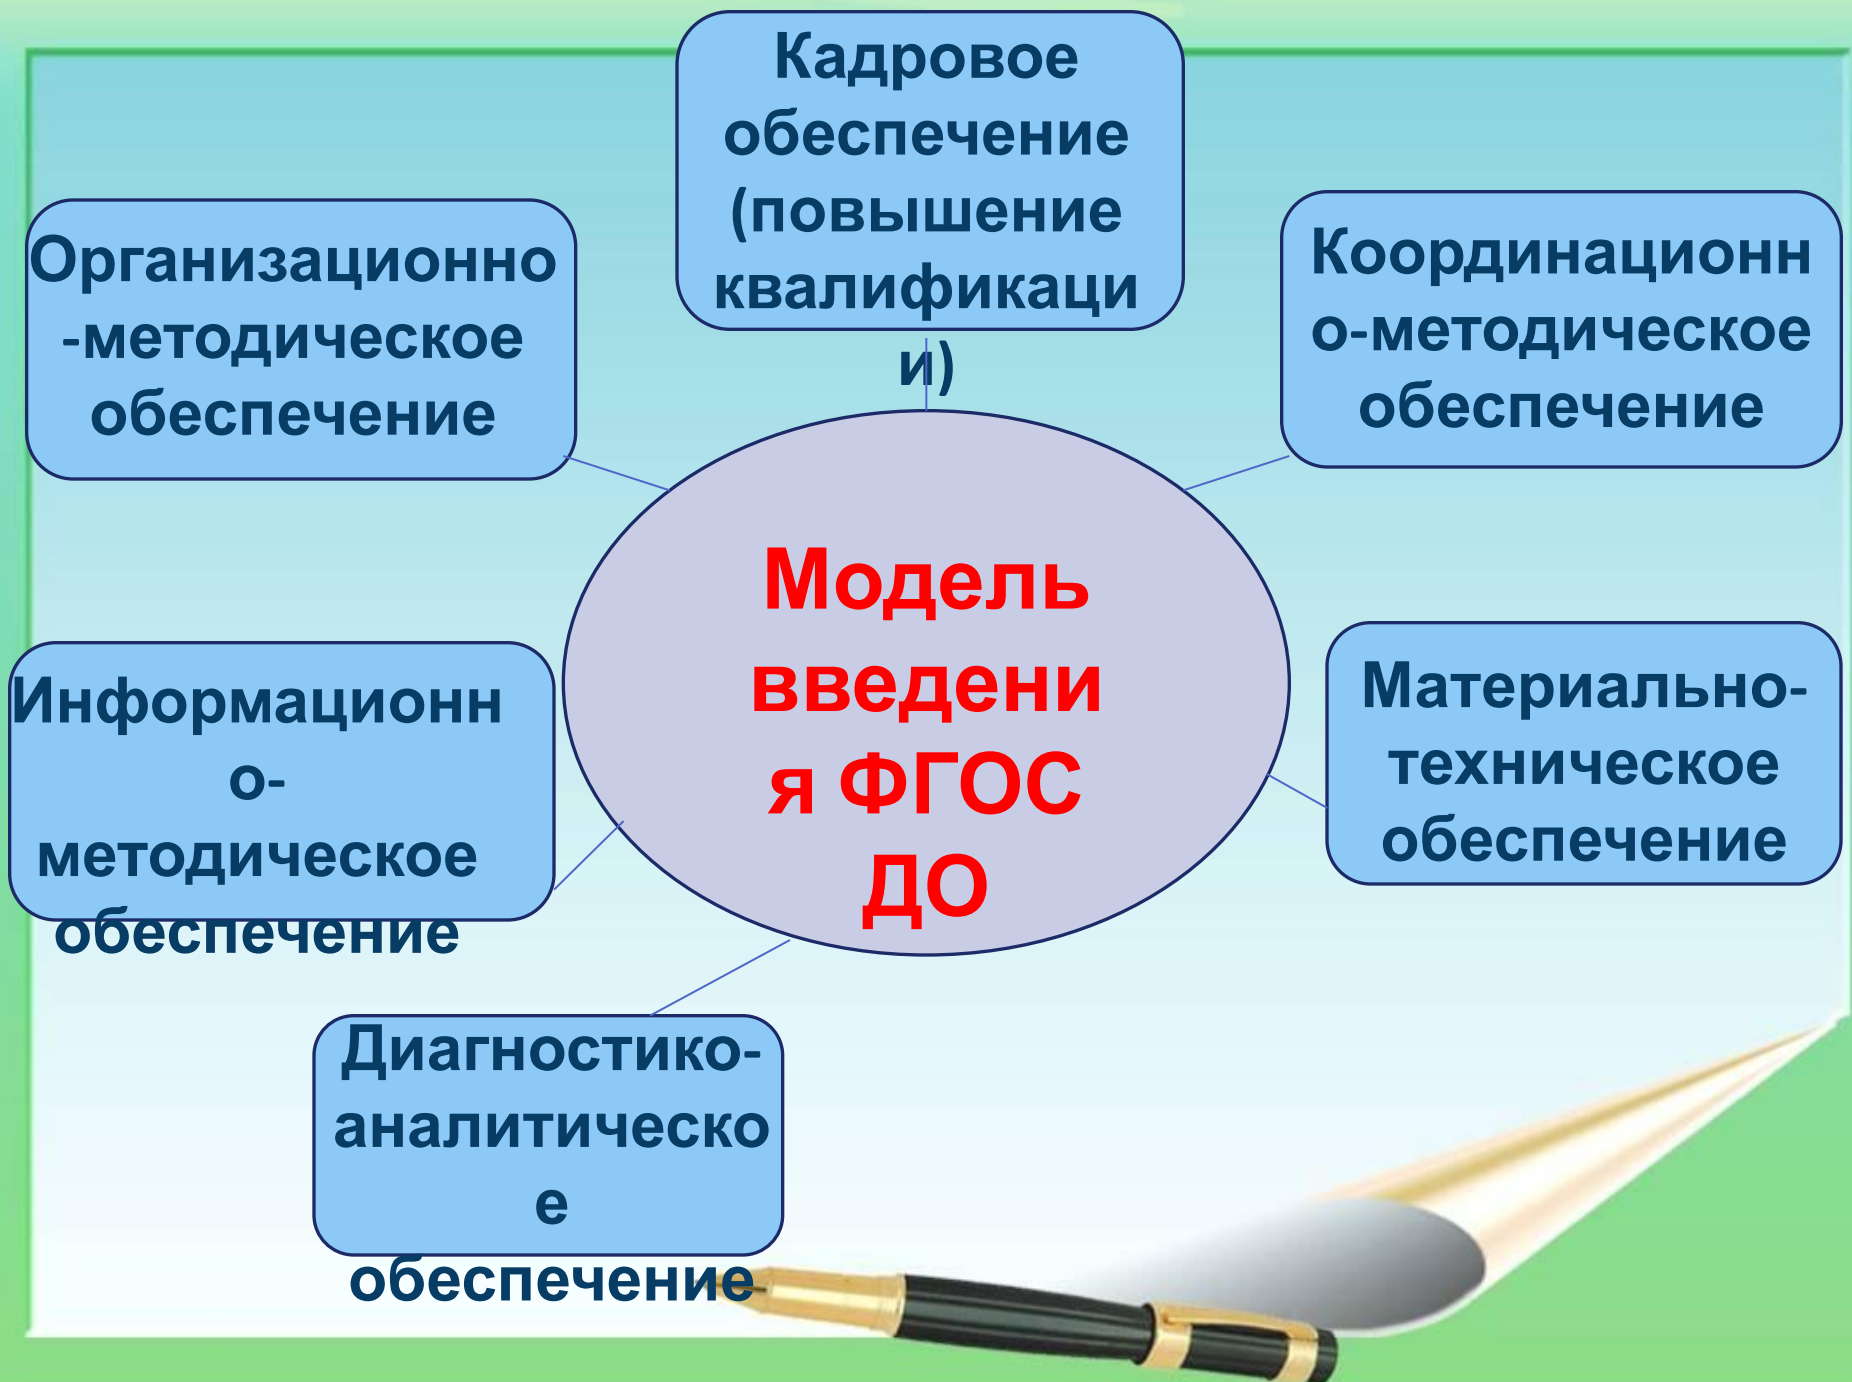 Кадровое
обеспечение
(повышение
квалификаци
и)
Организационно
-методическое
обеспечение
Координационн
о-методическое
обеспечение
Модель
введени
я ФГОС
ДО
Информационн
о-
методическое
обеспечение
Материально-
техническое
обеспечение
Диагностико-
аналитическо
е
обеспечение